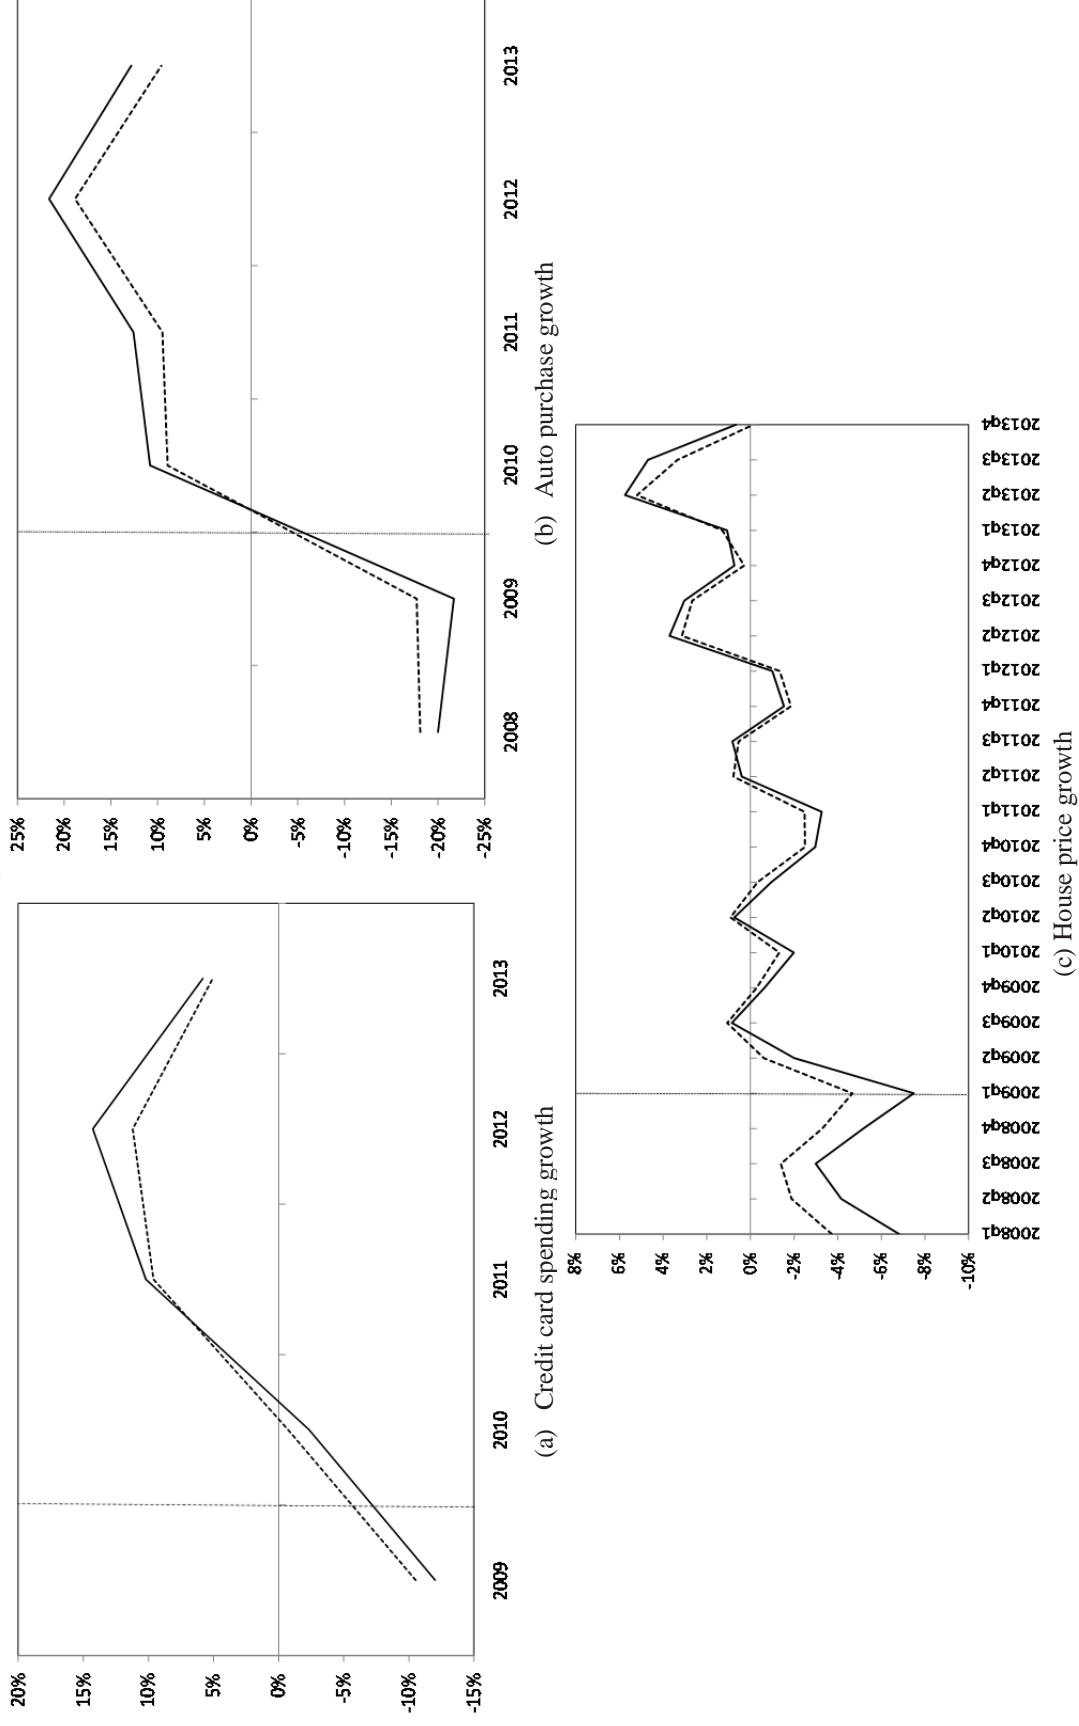 20%
15%
10%
5%
0%
-5%
-10%
-15%
2009
2010
2011
2012
2013
(a) Credit card spending growth
25%
20%
15%
10%
5%
0%
-5%
-10%
-15%
-20%
-25%
2008
2009
2010
2011
2012
2013
(b) Auto purchase growth
8%
6%
4%
2%
0%
-2%
-4%
-6%
-8%
-10%
2008q1
2008q2
2008q3
2008q4
2009q1
2009q2
2009q3
2009q4
2010q1
2010q2
2010q3
2010q4
2011q1
2011q2
2011q3
2011q4
2012q1
2012q2
2012q3
2012q4
2013q1
2013q2
2013q3
2013q4
(c) House price growth